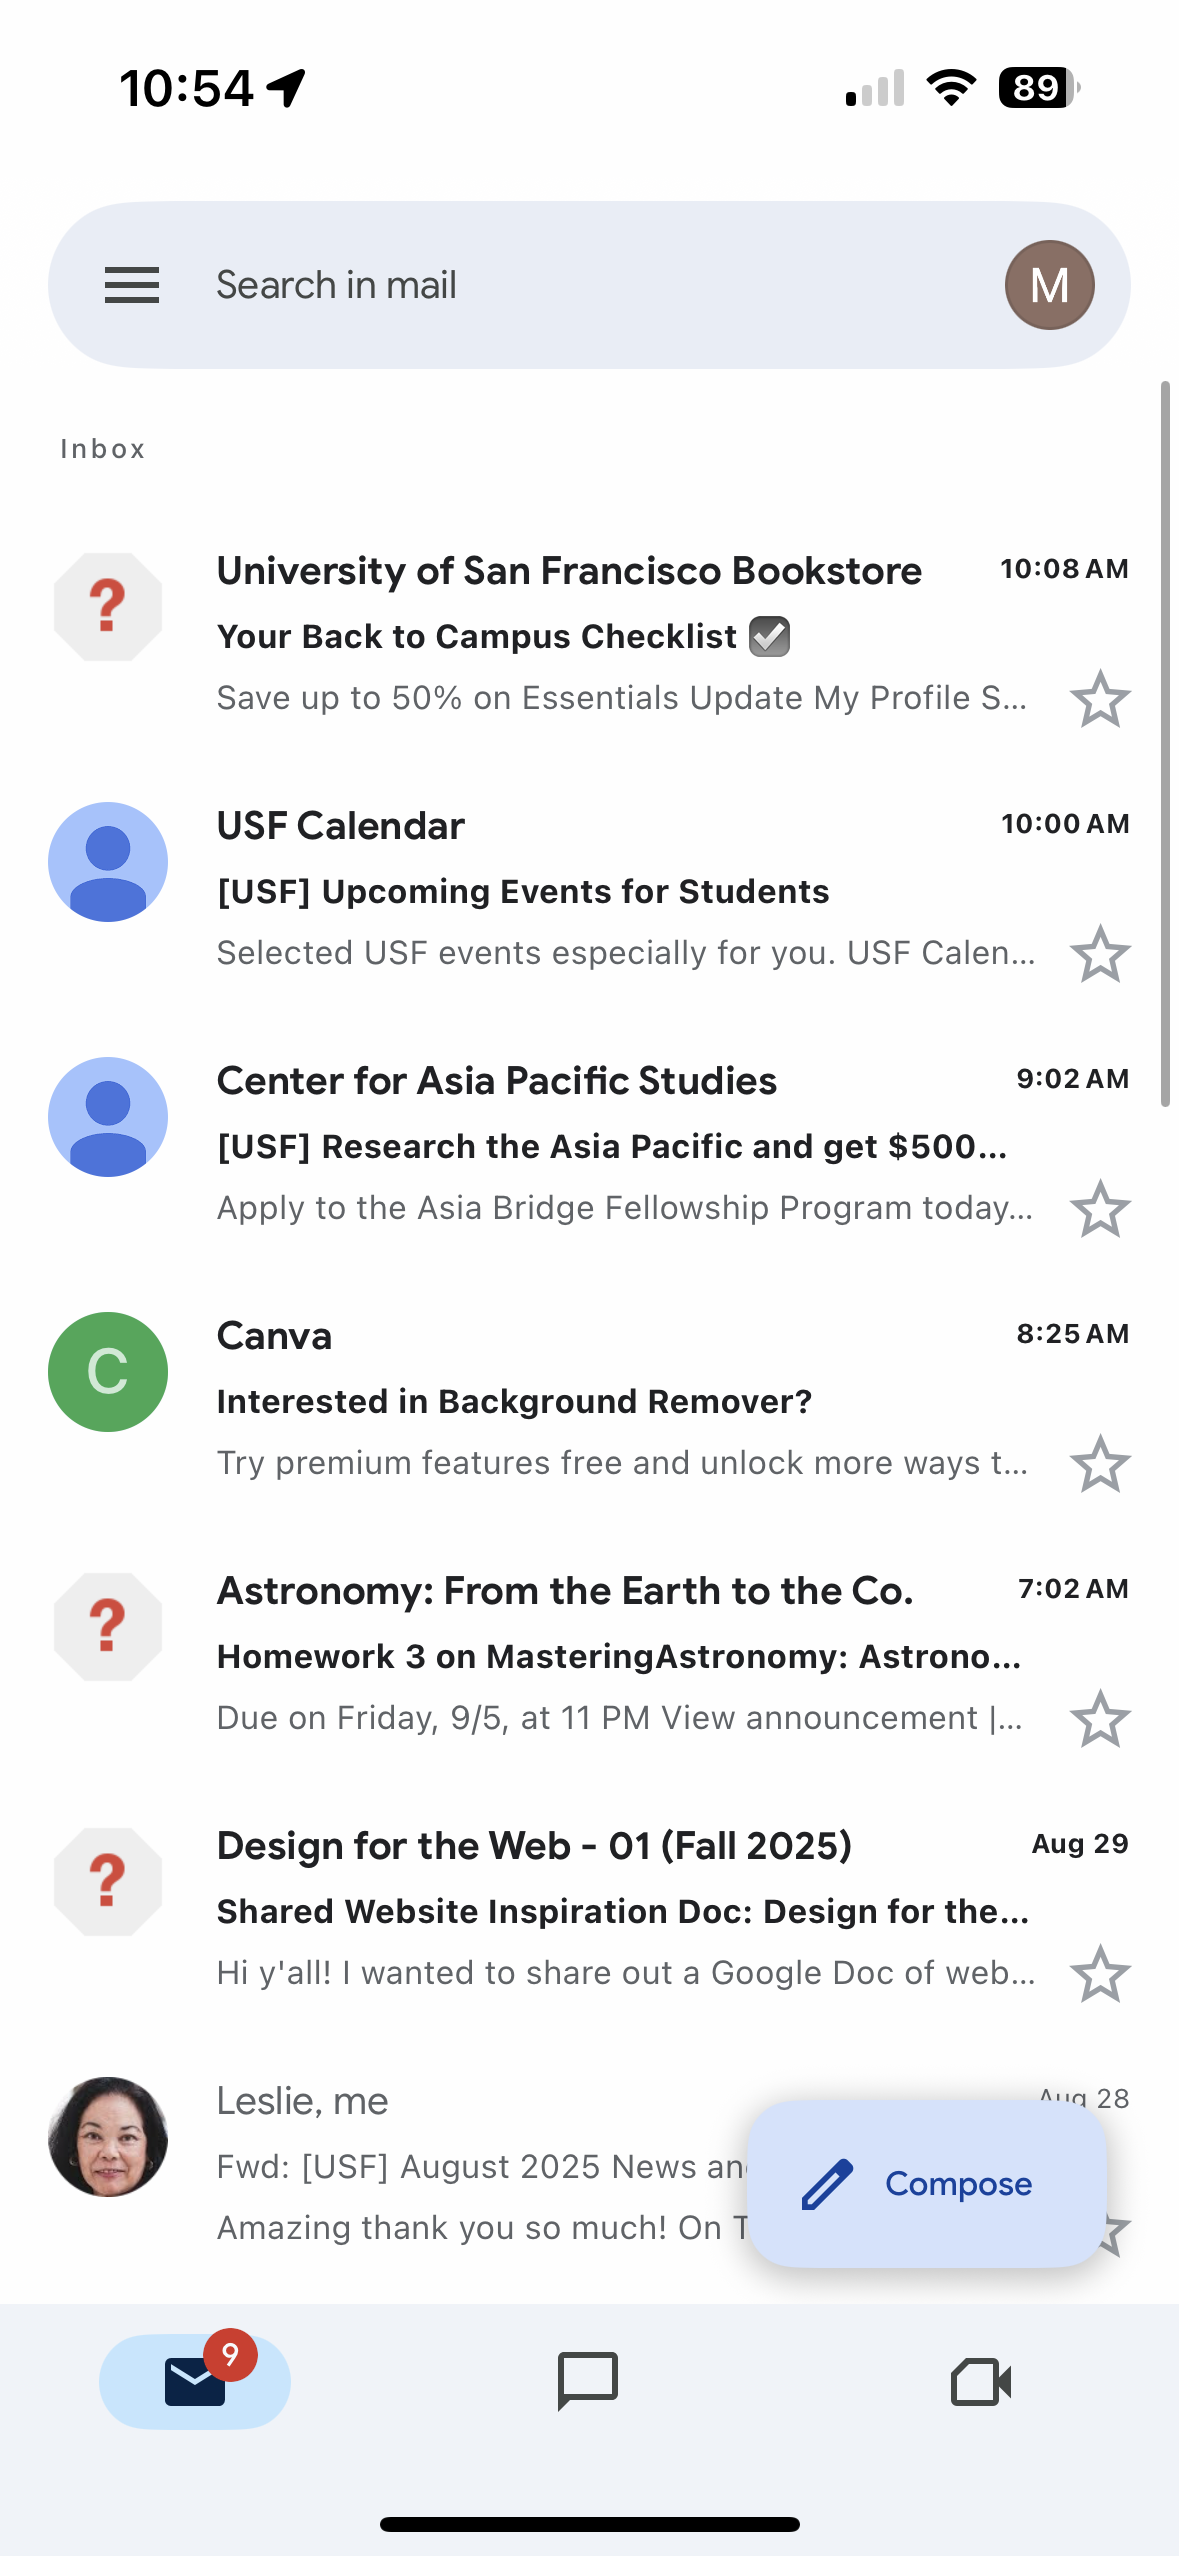 10:54
89
Search in mail
M
Inbox
?
University of San Francisco Bookstore
10:08 AM
Your Back to Campus Checklist ☑️
Save up to 50% on Essentials Update My Profile S...
USF Calendar
10:00 AM
[USF] Upcoming Events for Students
Selected USF events especially for you. USF Calen...
Center for Asia Pacific Studies
9:02 AM
[USF] Research the Asia Pacific and get $500...
Apply to the Asia Bridge Fellowship Program today...
C
Canva
8:25 AM
Interested in Background Remover?
Try premium features free and unlock more ways t...
?
Astronomy: From the Earth to the Co.
7:02 AM
Homework 3 on MasteringAstronomy: Astrono...
Due on Friday, 9/5, at 11 PM View announcement |...
?
Design for the Web - 01 (Fall 2025)
Aug 29
Shared Website Inspiration Doc: Design for the...
Hi y'all! I wanted to share out a Google Doc of web...
Leslie, me
Aug 28
Fwd: [USF] August 2025 News an
Amazing thank you so much! On T
Compose
9